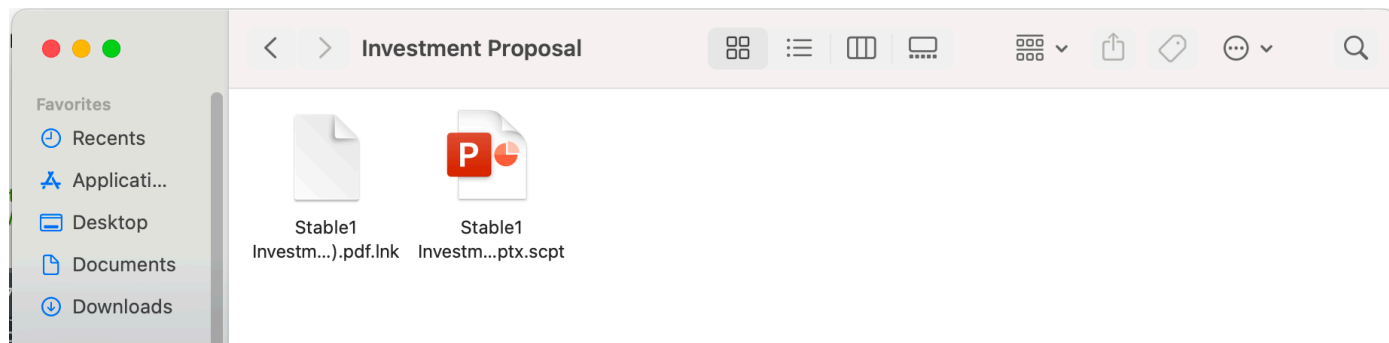 Investment Proposal
Favorites
Recents
Applicati...
Desktop
Documents
Downloads
P
Stable1
Investm...).pdf.lnk
Stable1
Investm...ptx.scpt